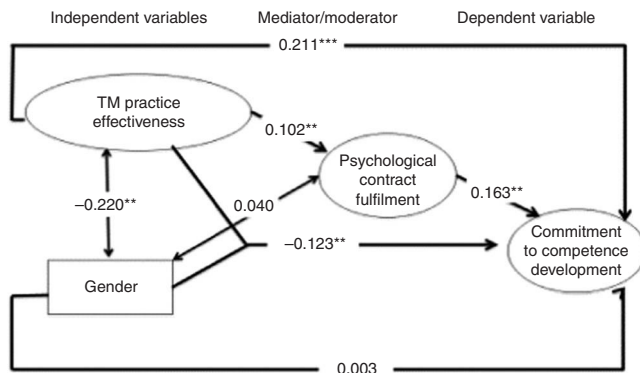 Independent variables
Mediator/moderator
Dependent variable
0.211***
TM practice
effectiveness
0.102**
Psychological
contract
fulfilment
0.163**
–0.220**
0.040
–0.123**
Commitment
to competence
development
Gender
0.003